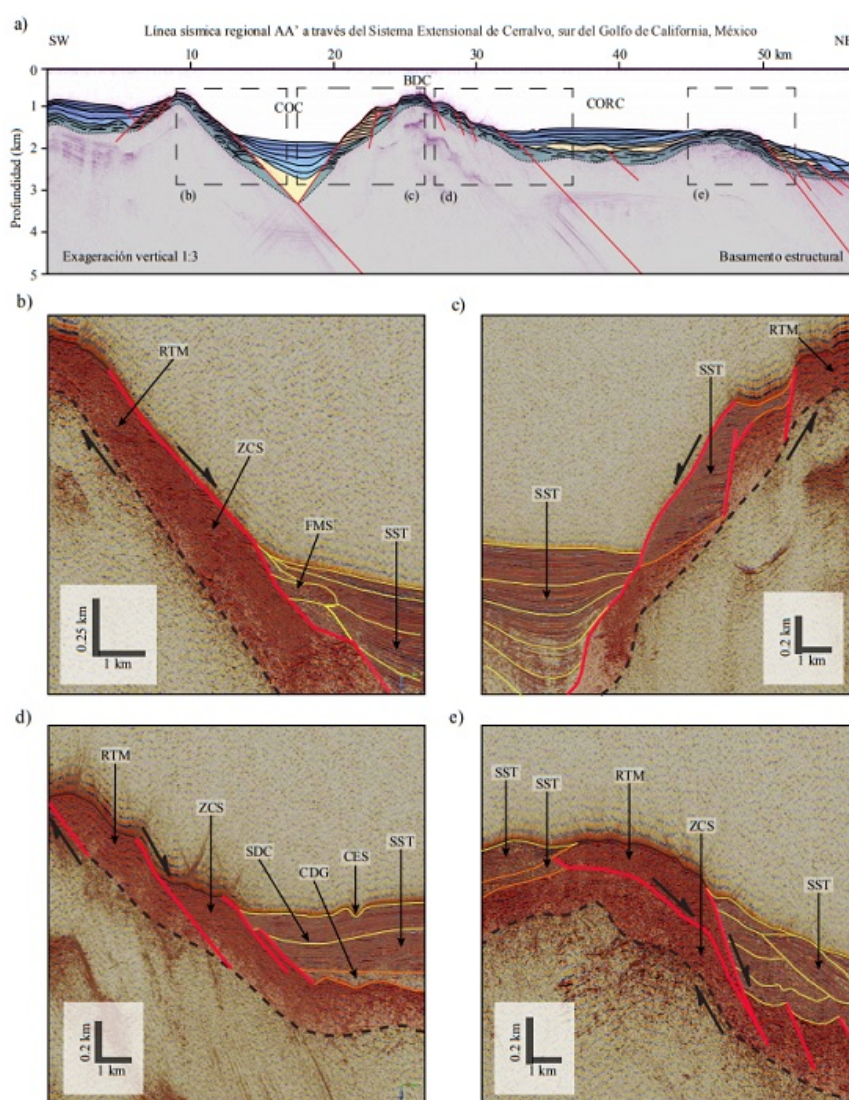 a)
Línea sísmica regional AA' a través del Sistema Extensional de Cerralvo, sur del Golfo de California, México
SW
10
20
30
40
50 km
0
1
2
3
4
5
Profundidad (km)
COC
BDC
CORC
(b)
(c)
(d)
(e)
Exageración vertical 1:3
Basamento estructural
b)
RTM
ZCS
FMS
SST
0.25 km
1 km
c)
RTM
SST
SST
0.2 km
1 km
d)
RTM
ZCS
SDC
CDG
CES
SST
0.2 km
1 km
e)
SST
SST
RTM
ZCS
SST
0.2 km
1 km